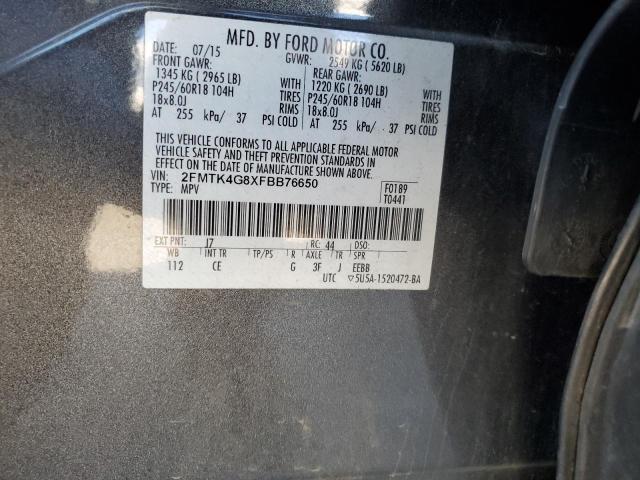 MFD. BY FORD MOTOR CO.
DATE: 07/15 GVWR: 2549 KG ( 5620 LB)
FRONT GAWR: REAR GAWR:
1345 KG ( 2965 LB) WITH 1220 KG ( 2690 LB) WITH
P245/60R18 104H TIRES P245/60R18 104H TIRES
18x8.0J RIMS 18x8.0J RIMS
AT 255 kPa/ 37 PSI COLD AT 255 kPa/ 37 PSI COLD
THIS VEHICLE CONFORMS TO ALL APPLICABLE FEDERAL MOTOR
VEHICLE SAFETY AND THEFT PREVENTION STANDARDS IN
EFFECT ON THE DATE OF MANUFACTURE SHOWN ABOVE.
VIN: 2FMTK4G8XFBB76650 F0189
TYPE: MPV T0441
EXT PNT: J7 RC: 44 DSO:
WB INT TR TP/PS R AXLE TR SPR
112 CE G 3F J EEBB
UTC ▽5U5A-1520472-BA